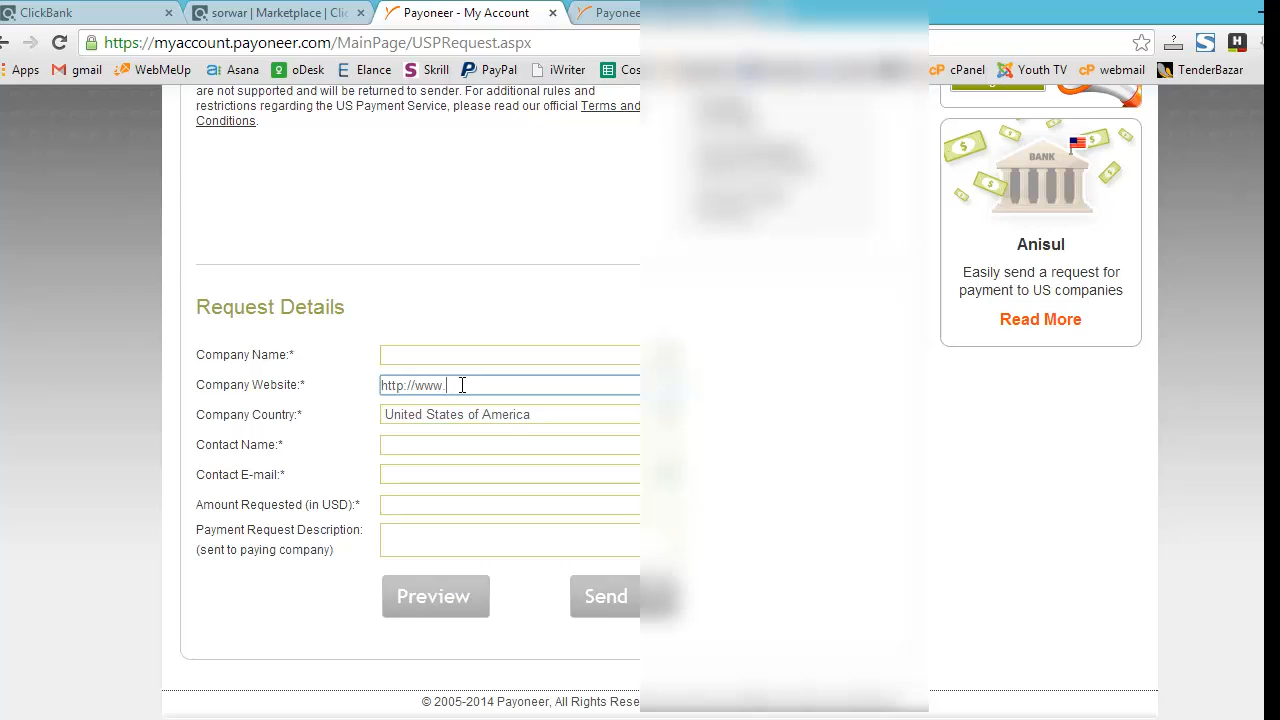 ClickBank
sorwar | Marketplace | Clic
Payoneer - My Account
Payoneer
https://myaccount.payoneer.com/MainPage/USPRequest.aspx
Apps
gmail
WebMeUp
Asana
oDesk
Elance
Skrill
PayPal
iWriter
Cos
cPanel
Youth TV
webmail
TenderBazar
are not supported and will be returned to sender. For additional rules and
restrictions regarding the US Payment Service, please read our official Terms and
Conditions.
BANK
Anisul
Easily send a request for
payment to US companies
Read More
Request Details
Company Name:*
Company Website:* http://www.
Company Country:* United States of America
Contact Name:*
Contact E-mail:*
Amount Requested (in USD):*
Payment Request Description:
(sent to paying company)
Preview Send
© 2005-2014 Payoneer, All Rights Rese